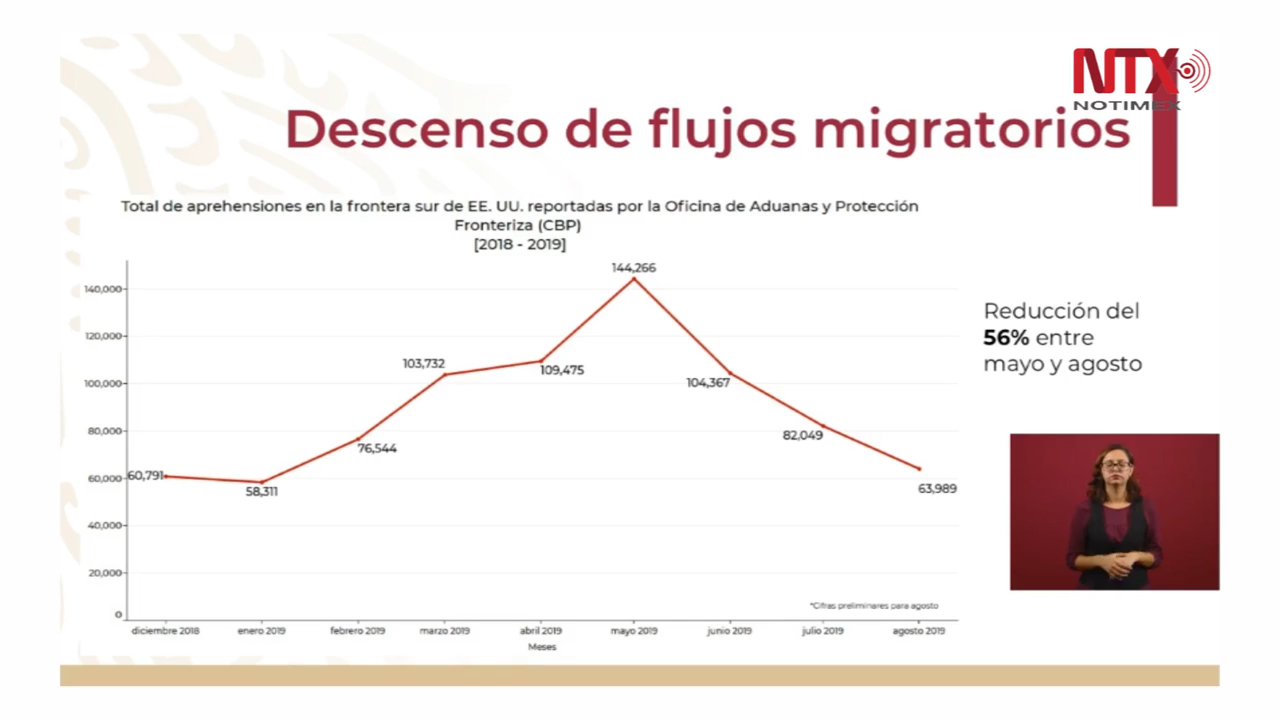 NTX
NOTIMEX
Descenso de flujos migratorios
Total de aprehensiones en la frontera sur de EE. UU. reportadas por la Oficina de Aduanas y Protección
Fronteriza (CBP)
[2018 - 2019]
144,266
140,000
120,000
103,732
109,475
100,000
104,367
80,000
82,049
76,544
60,000
60,791
58,311
63,989
40,000
20,000
0
*Cifras preliminares para agosto
diciembre 2018
enero 2019
febrero 2019
marzo 2019
abril 2019
mayo 2019
junio 2019
julio 2019
agosto 2019
Meses
Reducción del
56% entre
mayo y agosto